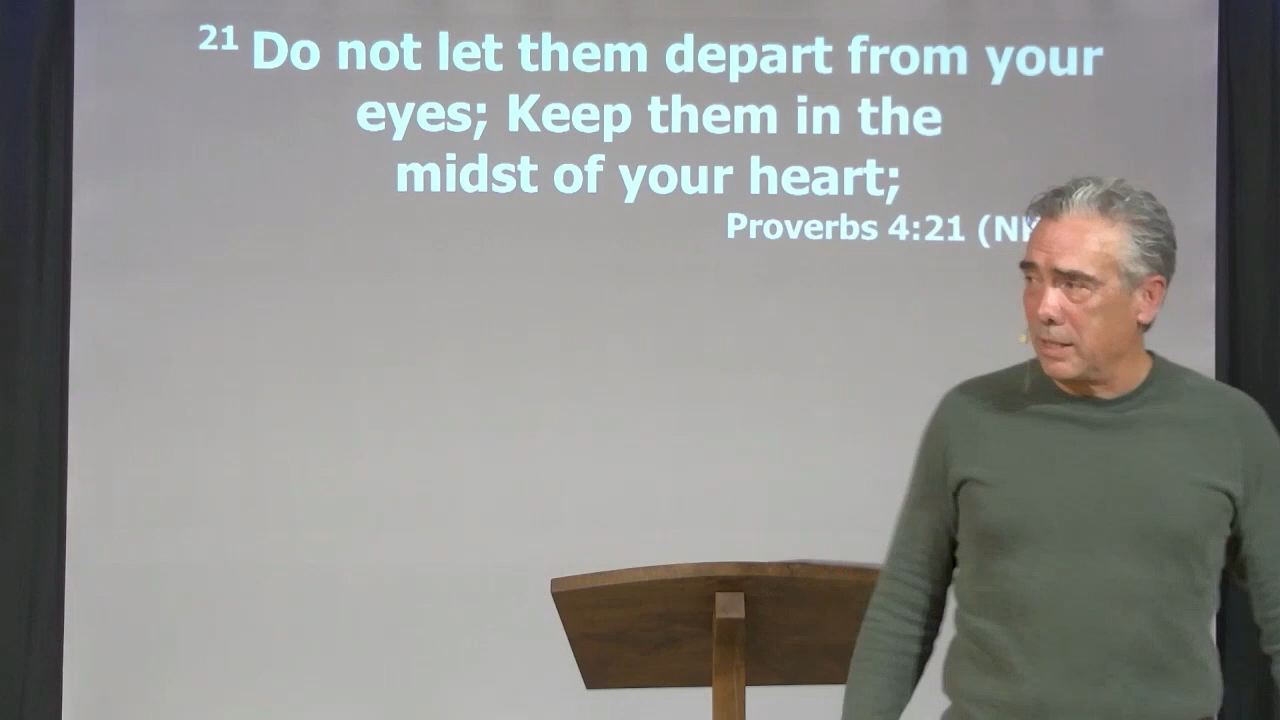 21 Do not let them depart from your
eyes; Keep them in the
midst of your heart;
Proverbs 4:21